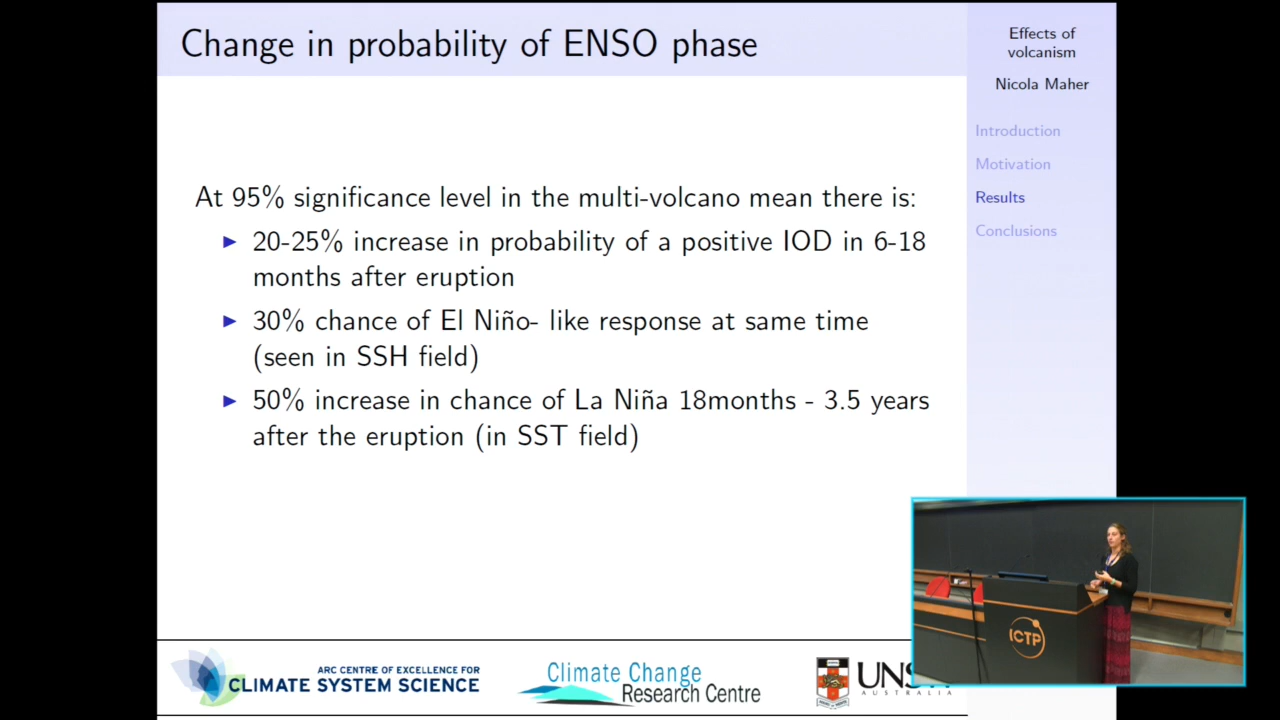 Change in probability of ENSO phase
Effects of
volcanism
Nicola Maher
Introduction
Motivation
Results
Conclusions
At 95% significance level in the multi-volcano mean there is:
20-25% increase in probability of a positive IOD in 6-18
months after eruption
30% chance of El Niño- like response at same time
(seen in SSH field)
50% increase in chance of La Niña 18months - 3.5 years
after the eruption (in SST field)
ARC CENTRE OF EXCELLENCE FOR
CLIMATE SYSTEM SCIENCE
Climate Change
Research Centre
AUSTRALIA
ICTP